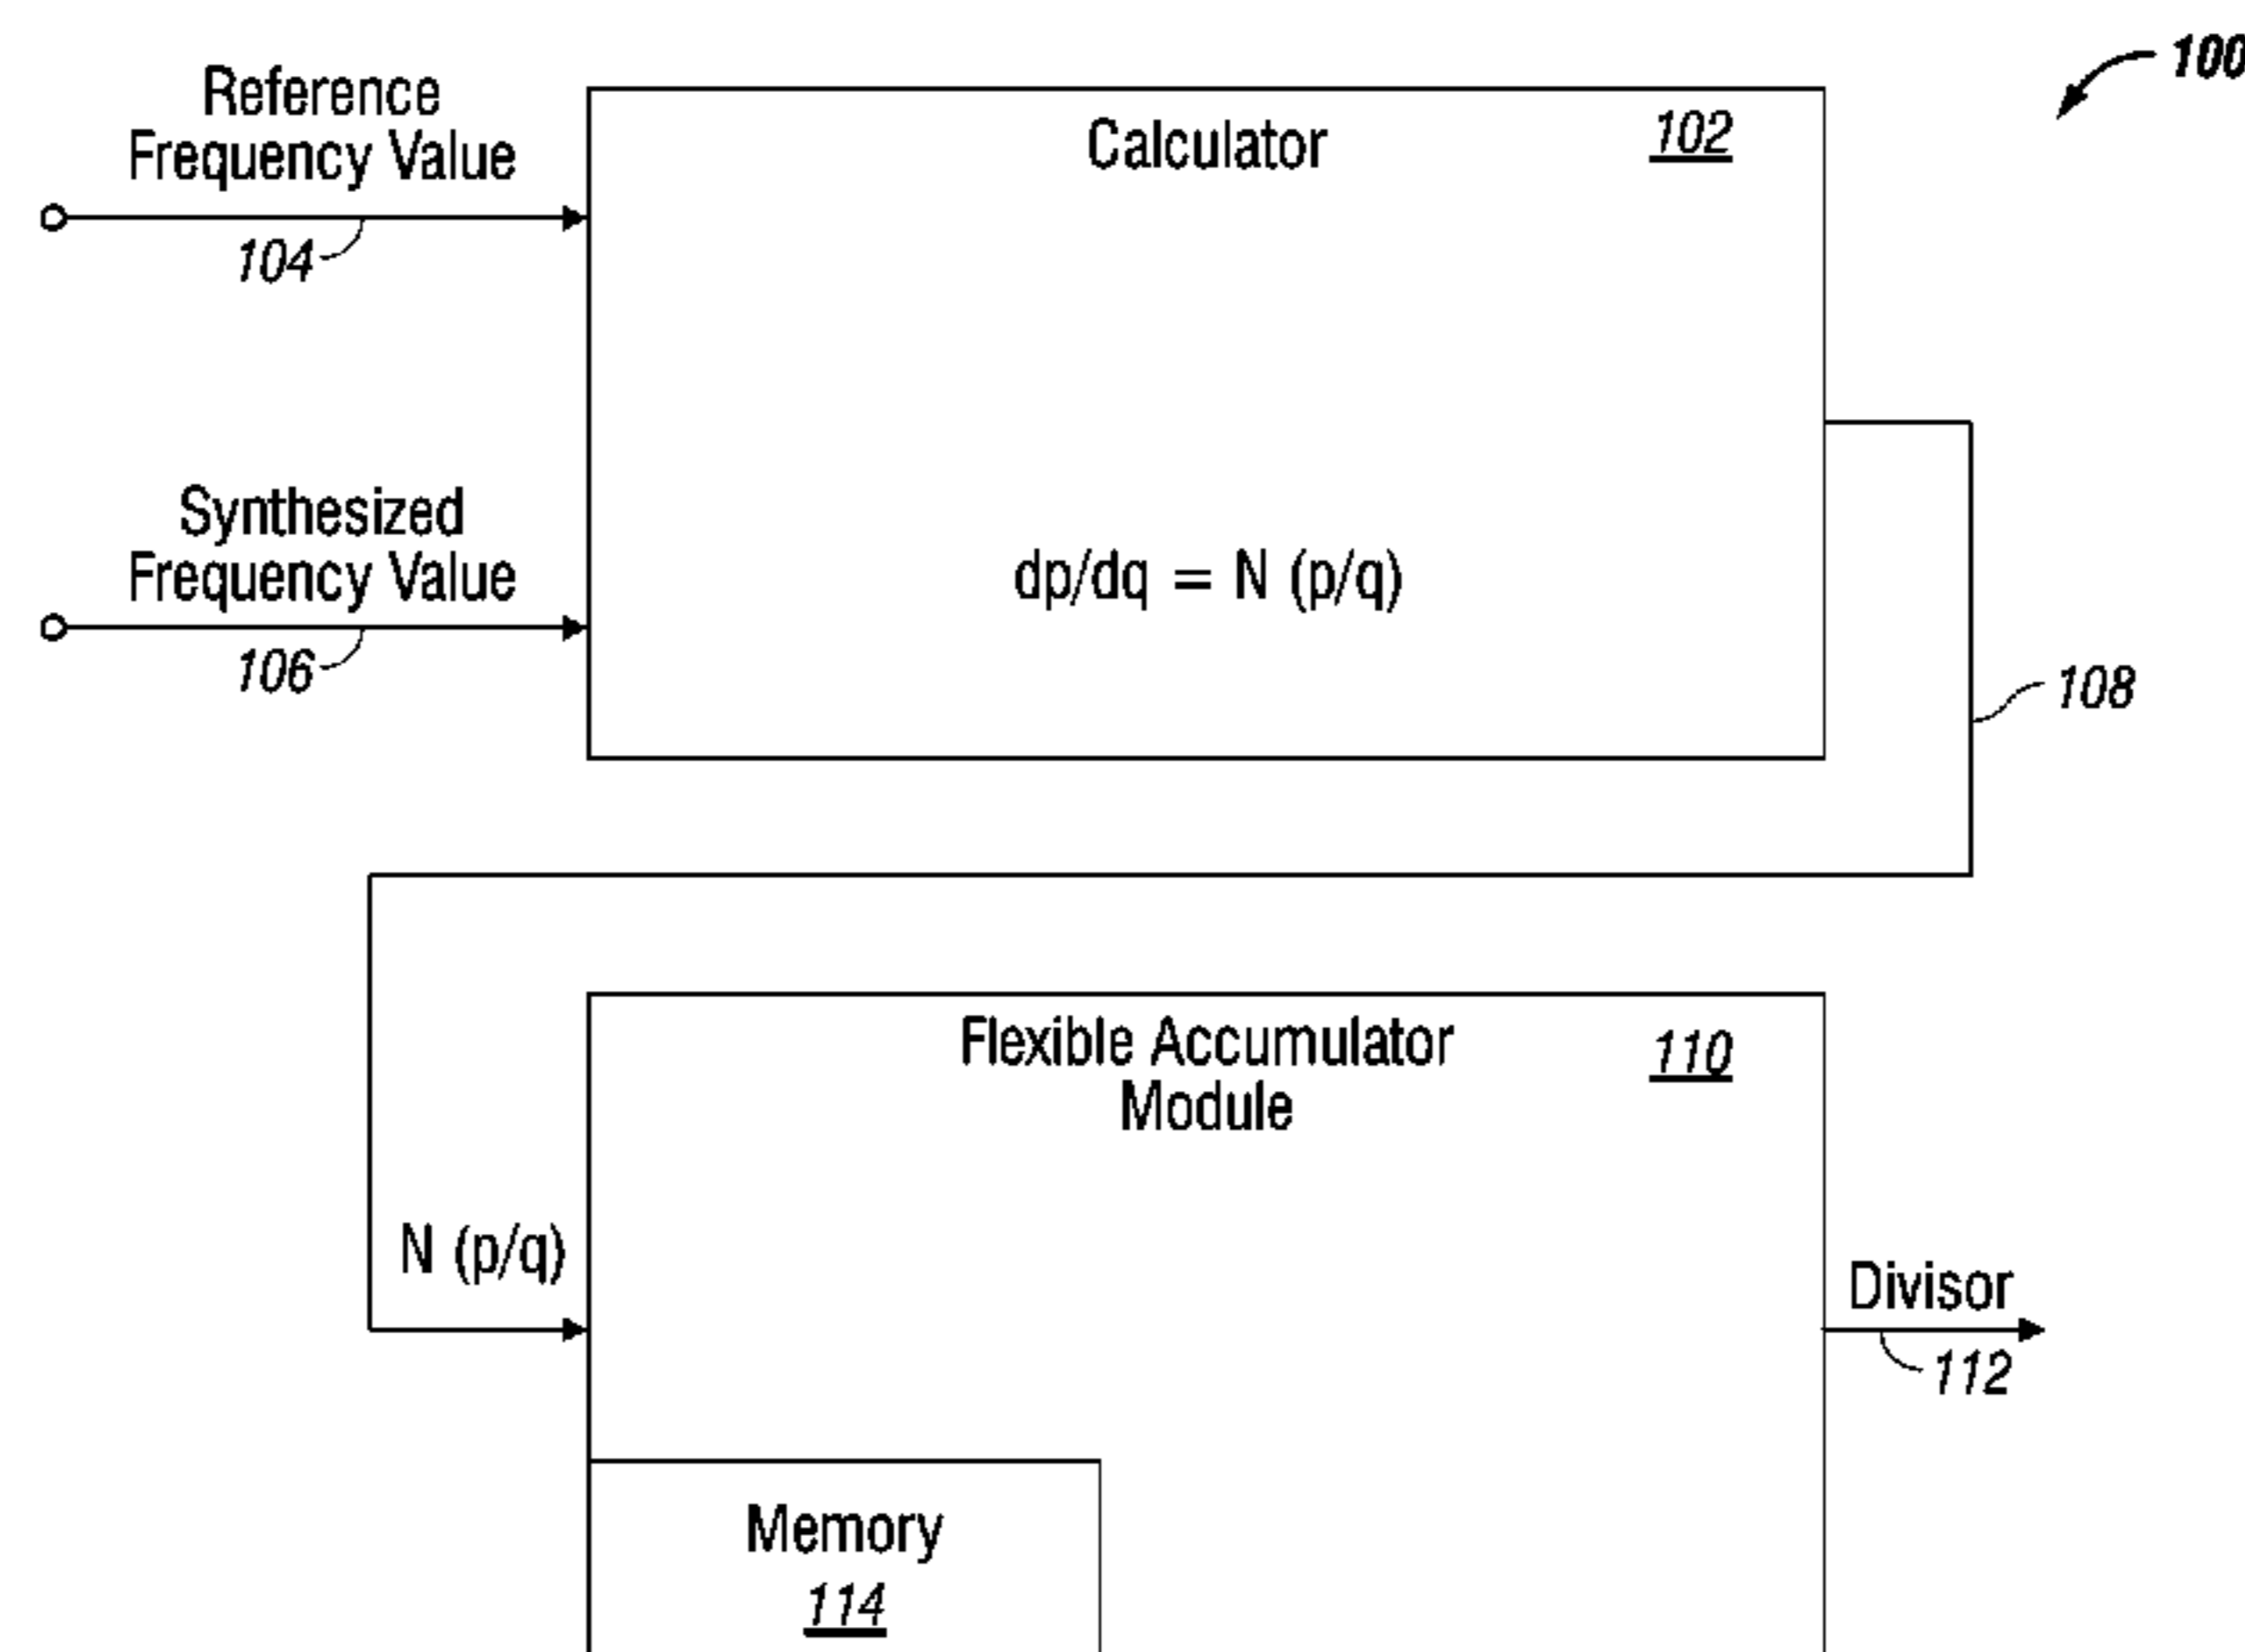 100
Reference
Frequency Value
104
Calculator
102
Synthesized
Frequency Value
106
dp/dq = N (p/q)
108
Flexible Accumulator
Module
110
N (p/q)
Divisor
112
Memory
114